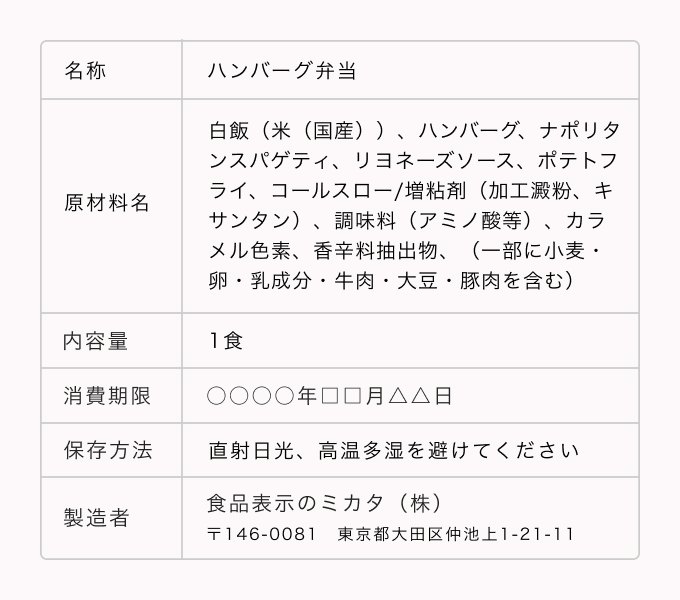 名称
ハンバーグ弁当
原材料名
白飯（米（国産））、ハンバーグ、ナポリタ
ンスパゲティ、リヨネーズソース、ポテトフ
ライ、コールスロー/増粘剤（加工澱粉、キ
サンタン）、調味料（アミノ酸等）、カラ
メル色素、香辛料抽出物、（一部に小麦・
卵・乳成分・牛肉・大豆・豚肉を含む）
内容量
1食
消費期限
〇〇〇〇年□□月△△日
保存方法
直射日光、高温多湿を避けてください
製造者
食品表示のミカタ（株）
〒146-0081　東京都大田区仲池上1-21-11